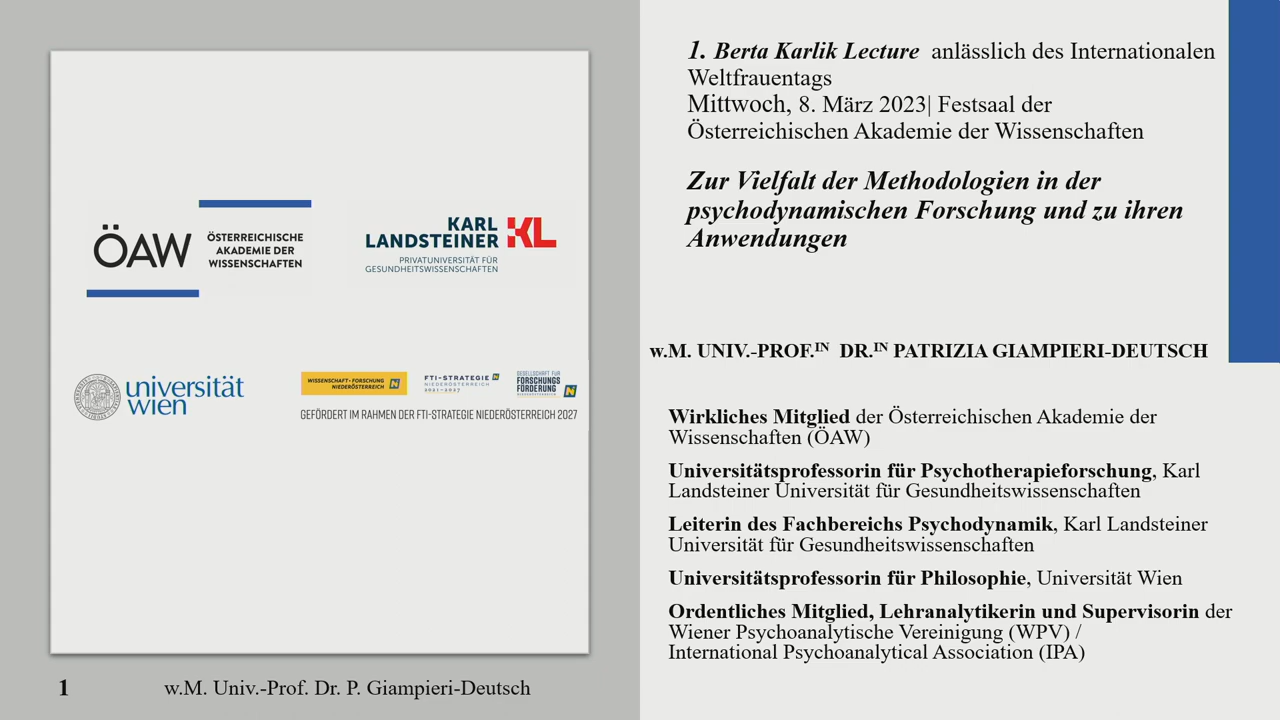 ÖAW
ÖSTERREICHISCHE
AKADEMIE DER
WISSENSCHAFTEN
KARL
LANDSTEINER KL
PRIVATUNIVERSITÄT FÜR
GESUNDHEITSWISSENSCHAFTEN
universität
wien
WISSENSCHAFT · FORSCHUNG
NIEDERÖSTERREICH
FTI-STRATEGIE
NIEDERÖSTERREICH
2021–2027
GESELLSCHAFT FÜR
FORSCHUNGS
FÖRDERUNG
NIEDERÖSTERREICH
GEFÖRDERT IM RAHMEN DER FTI-STRATEGIE NIEDERÖSTERREICH 2027
1
w.M. Univ.-Prof. Dr. P. Giampieri-Deutsch
1. Berta Karlik Lecture anlässlich des Internationalen
Weltfrauentags
Mittwoch, 8. März 2023| Festsaal der
Österreichischen Akademie der Wissenschaften
Zur Vielfalt der Methodologien in der
psychodynamischen Forschung und zu ihren
Anwendungen
w.M. UNIV.-PROF.IN DR.IN PATRIZIA GIAMPIERI-DEUTSCH
Wirkliches Mitglied der Österreichischen Akademie der
Wissenschaften (ÖAW)
Universitätsprofessorin für Psychotherapieforschung, Karl
Landsteiner Universität für Gesundheitswissenschaften
Leiterin des Fachbereichs Psychodynamik, Karl Landsteiner
Universität für Gesundheitswissenschaften
Universitätsprofessorin für Philosophie, Universität Wien
Ordentliches Mitglied, Lehranalytikerin und Supervisorin der
Wiener Psychoanalytische Vereinigung (WPV) /
International Psychoanalytical Association (IPA)